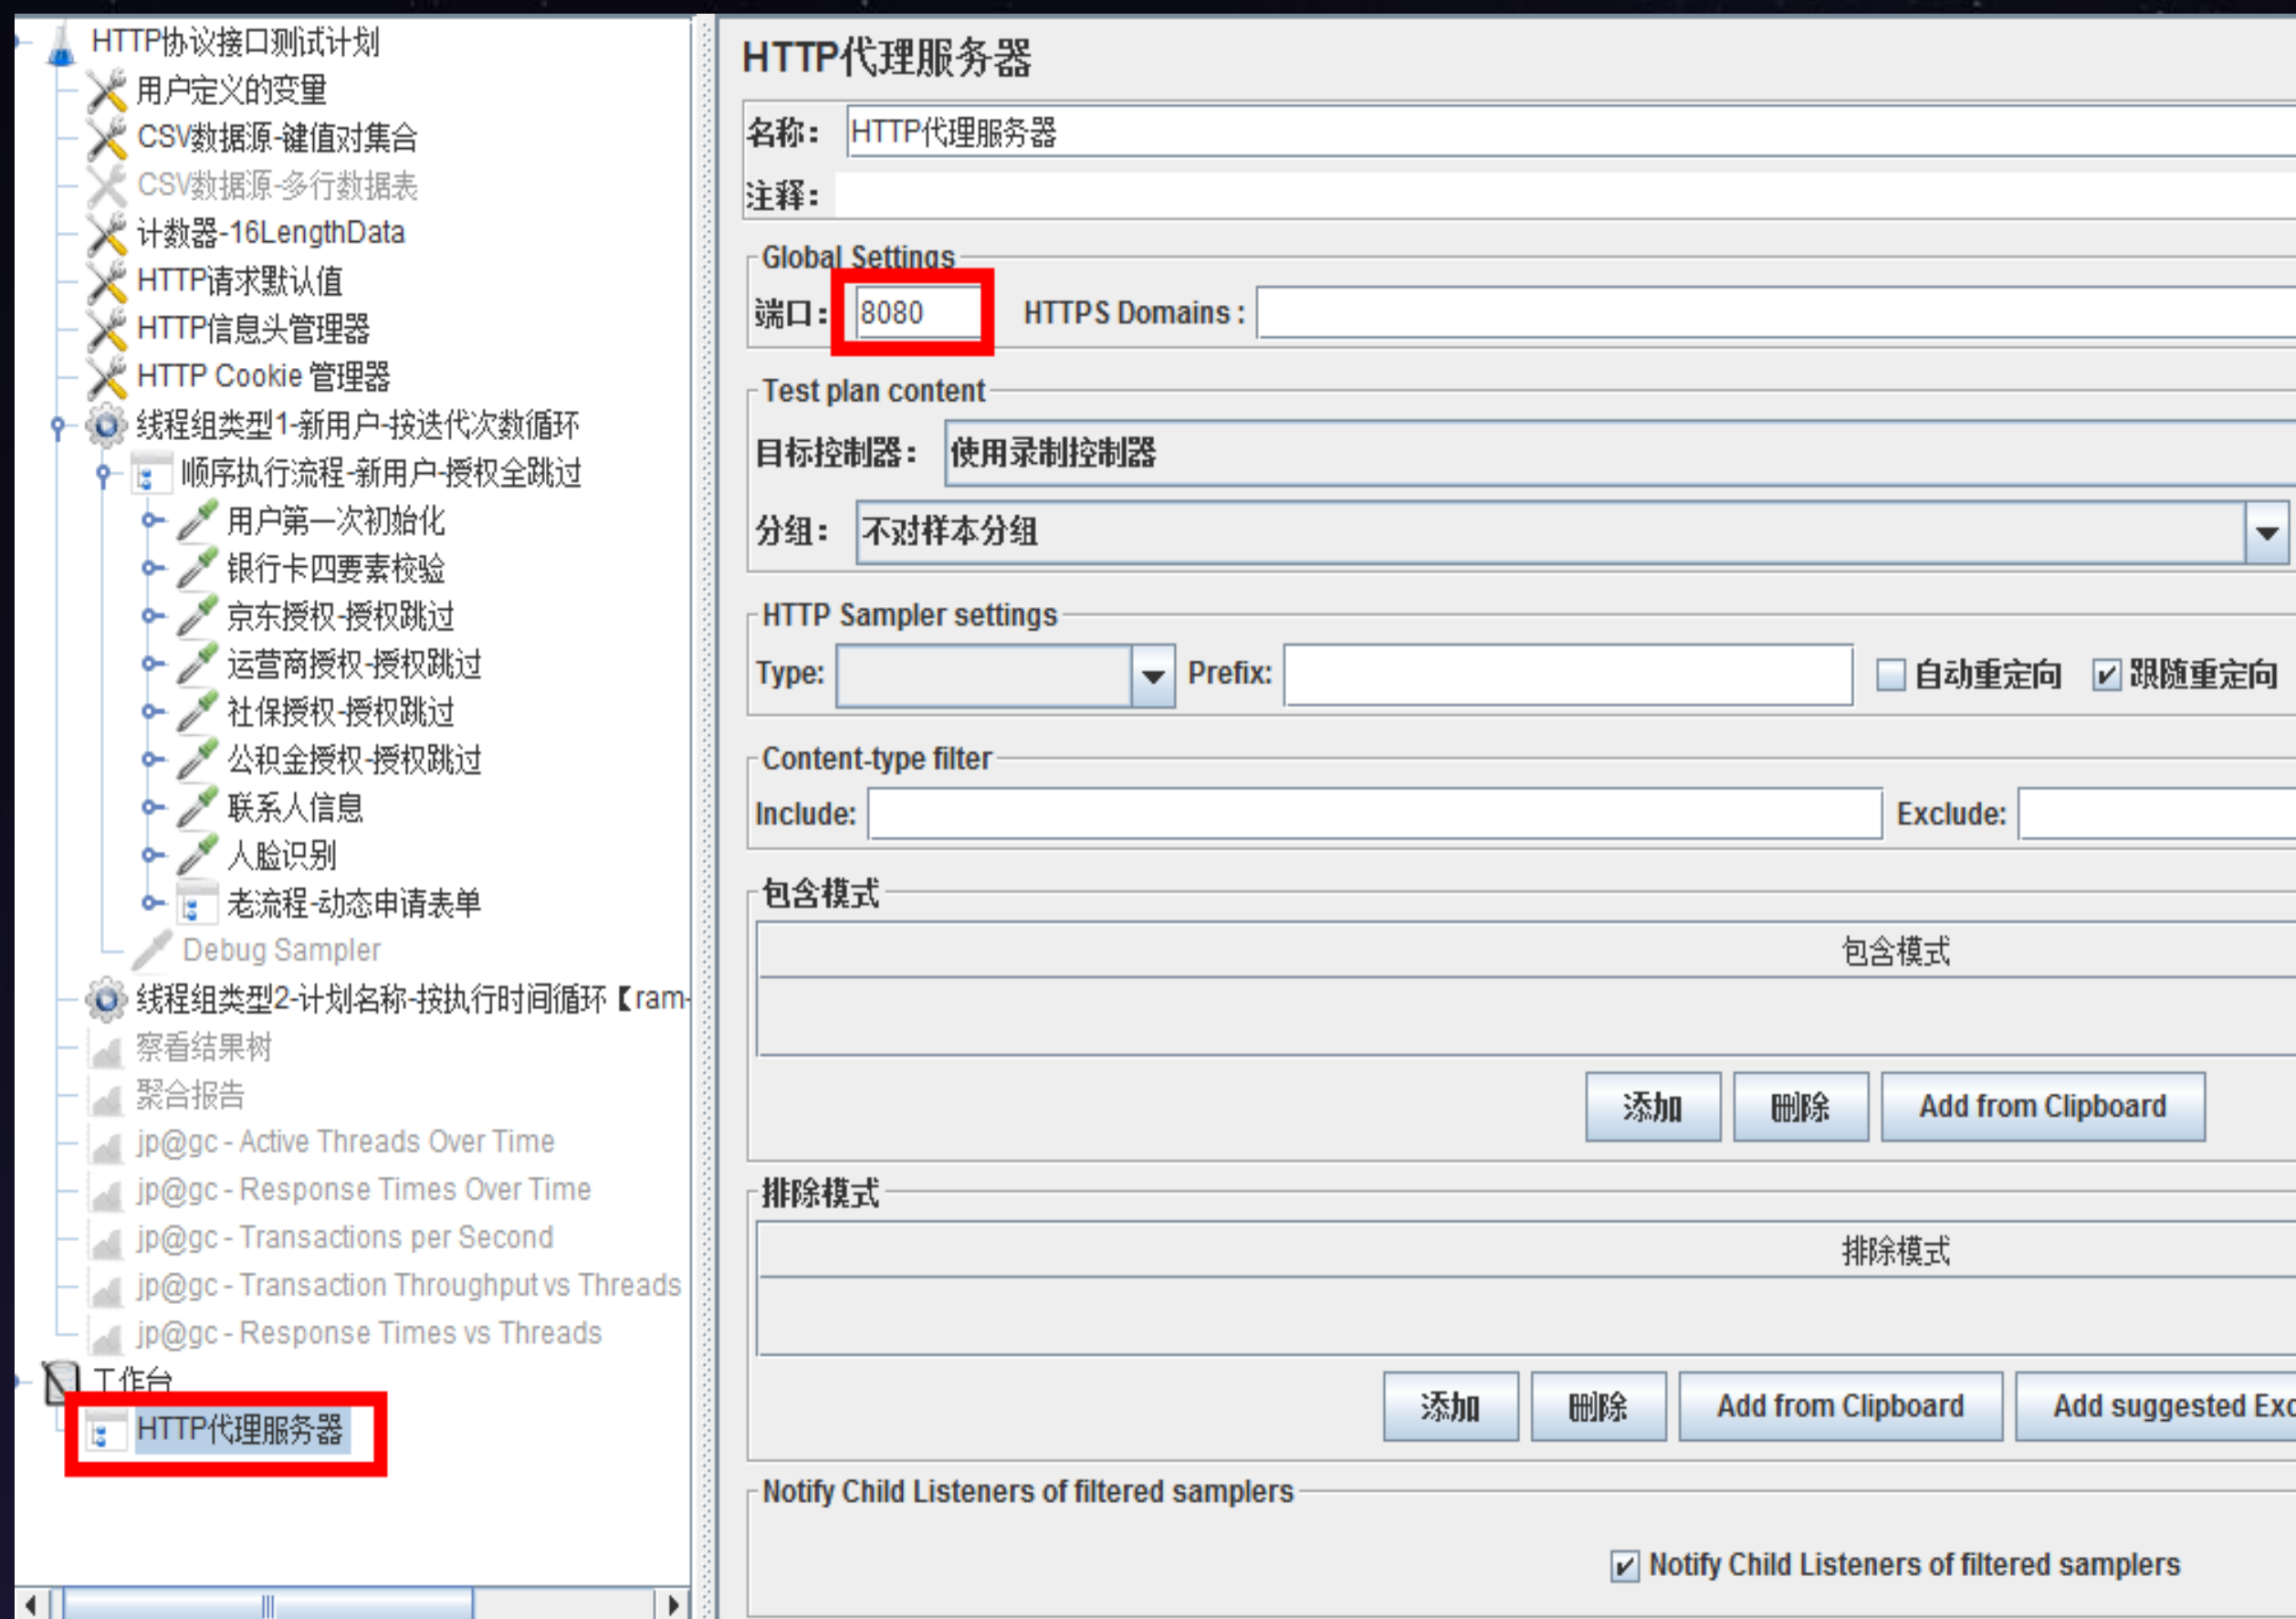 HTTP协议接口测试计划
用户定义的变量
CSV数据源-键值对集合
CSV数据源-多行数据表
计数器-16LengthData
HTTP请求默认值
HTTP信息头管理器
HTTP Cookie 管理器
线程组类型1-新用户-按迭代次数循环
顺序执行流程-新用户-授权全跳过
用户第一次初始化
银行卡四要素校验
京东授权-授权跳过
运营商授权-授权跳过
社保授权-授权跳过
公积金授权-授权跳过
联系人信息
人脸识别
老流程-动态申请表单
Debug Sampler
线程组类型2-计划名称-按执行时间循环【ram-
察看结果树
聚合报告
jp@gc - Active Threads Over Time
jp@gc - Response Times Over Time
jp@gc - Transactions per Second
jp@gc - Transaction Throughput vs Threads
jp@gc - Response Times vs Threads
工作台
HTTP代理服务器
HTTP代理服务器
名称： HTTP代理服务器
注释：
Global Settings
端口： 8080 HTTPS Domains :
Test plan content
目标控制器： 使用录制控制器
分组： 不对样本分组
HTTP Sampler settings
Type: Prefix: 自动重定向 跟随重定向
Content-type filter
Include: Exclude:
包含模式
包含模式
添加 删除 Add from Clipboard
排除模式
排除模式
添加 删除 Add from Clipboard Add suggested Exc
Notify Child Listeners of filtered samplers
Notify Child Listeners of filtered samplers